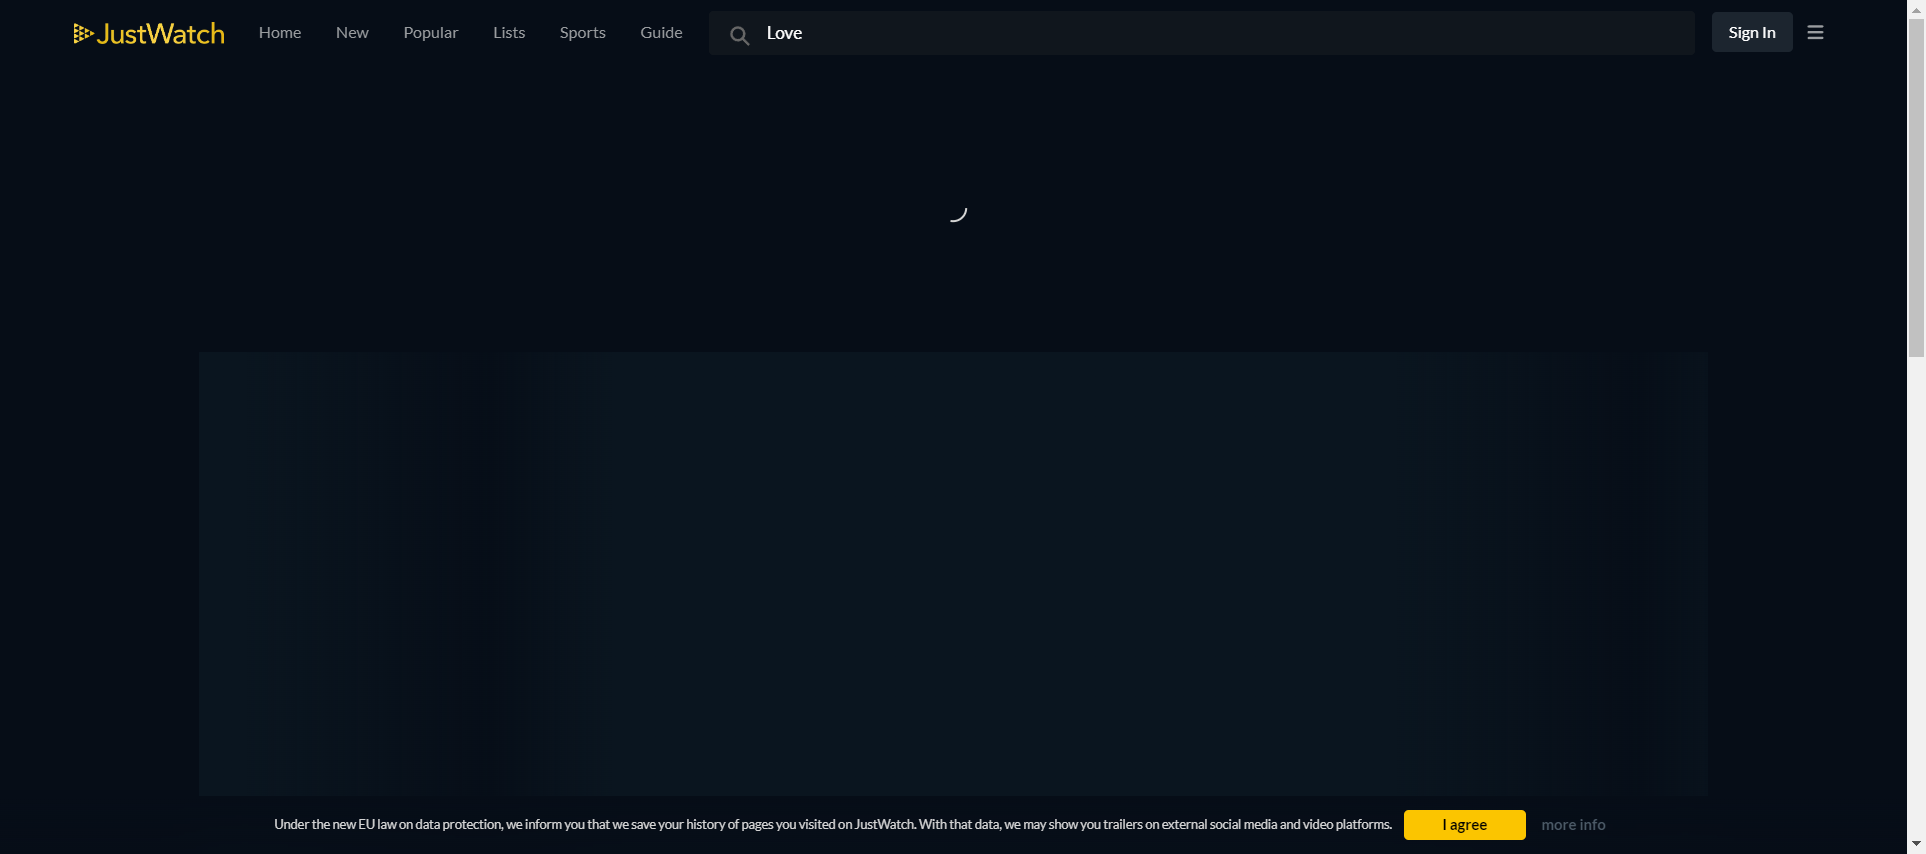 JustWatch Home New Popular Lists Sports Guide Love Sign In
Under the new EU law on data protection, we inform you that we save your history of pages you visited on JustWatch. With that data, we may show you trailers on external social media and video platforms. I agree more info